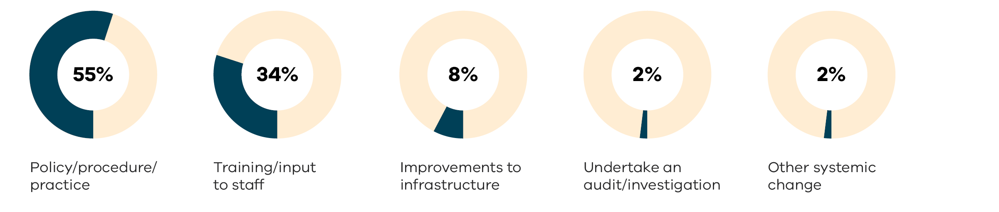 55%
34%
8%
2%
2%
Policy/procedure/
practice
Training/input
to staff
Improvements to
infrastructure
Undertake an
audit/investigation
Other systemic
change